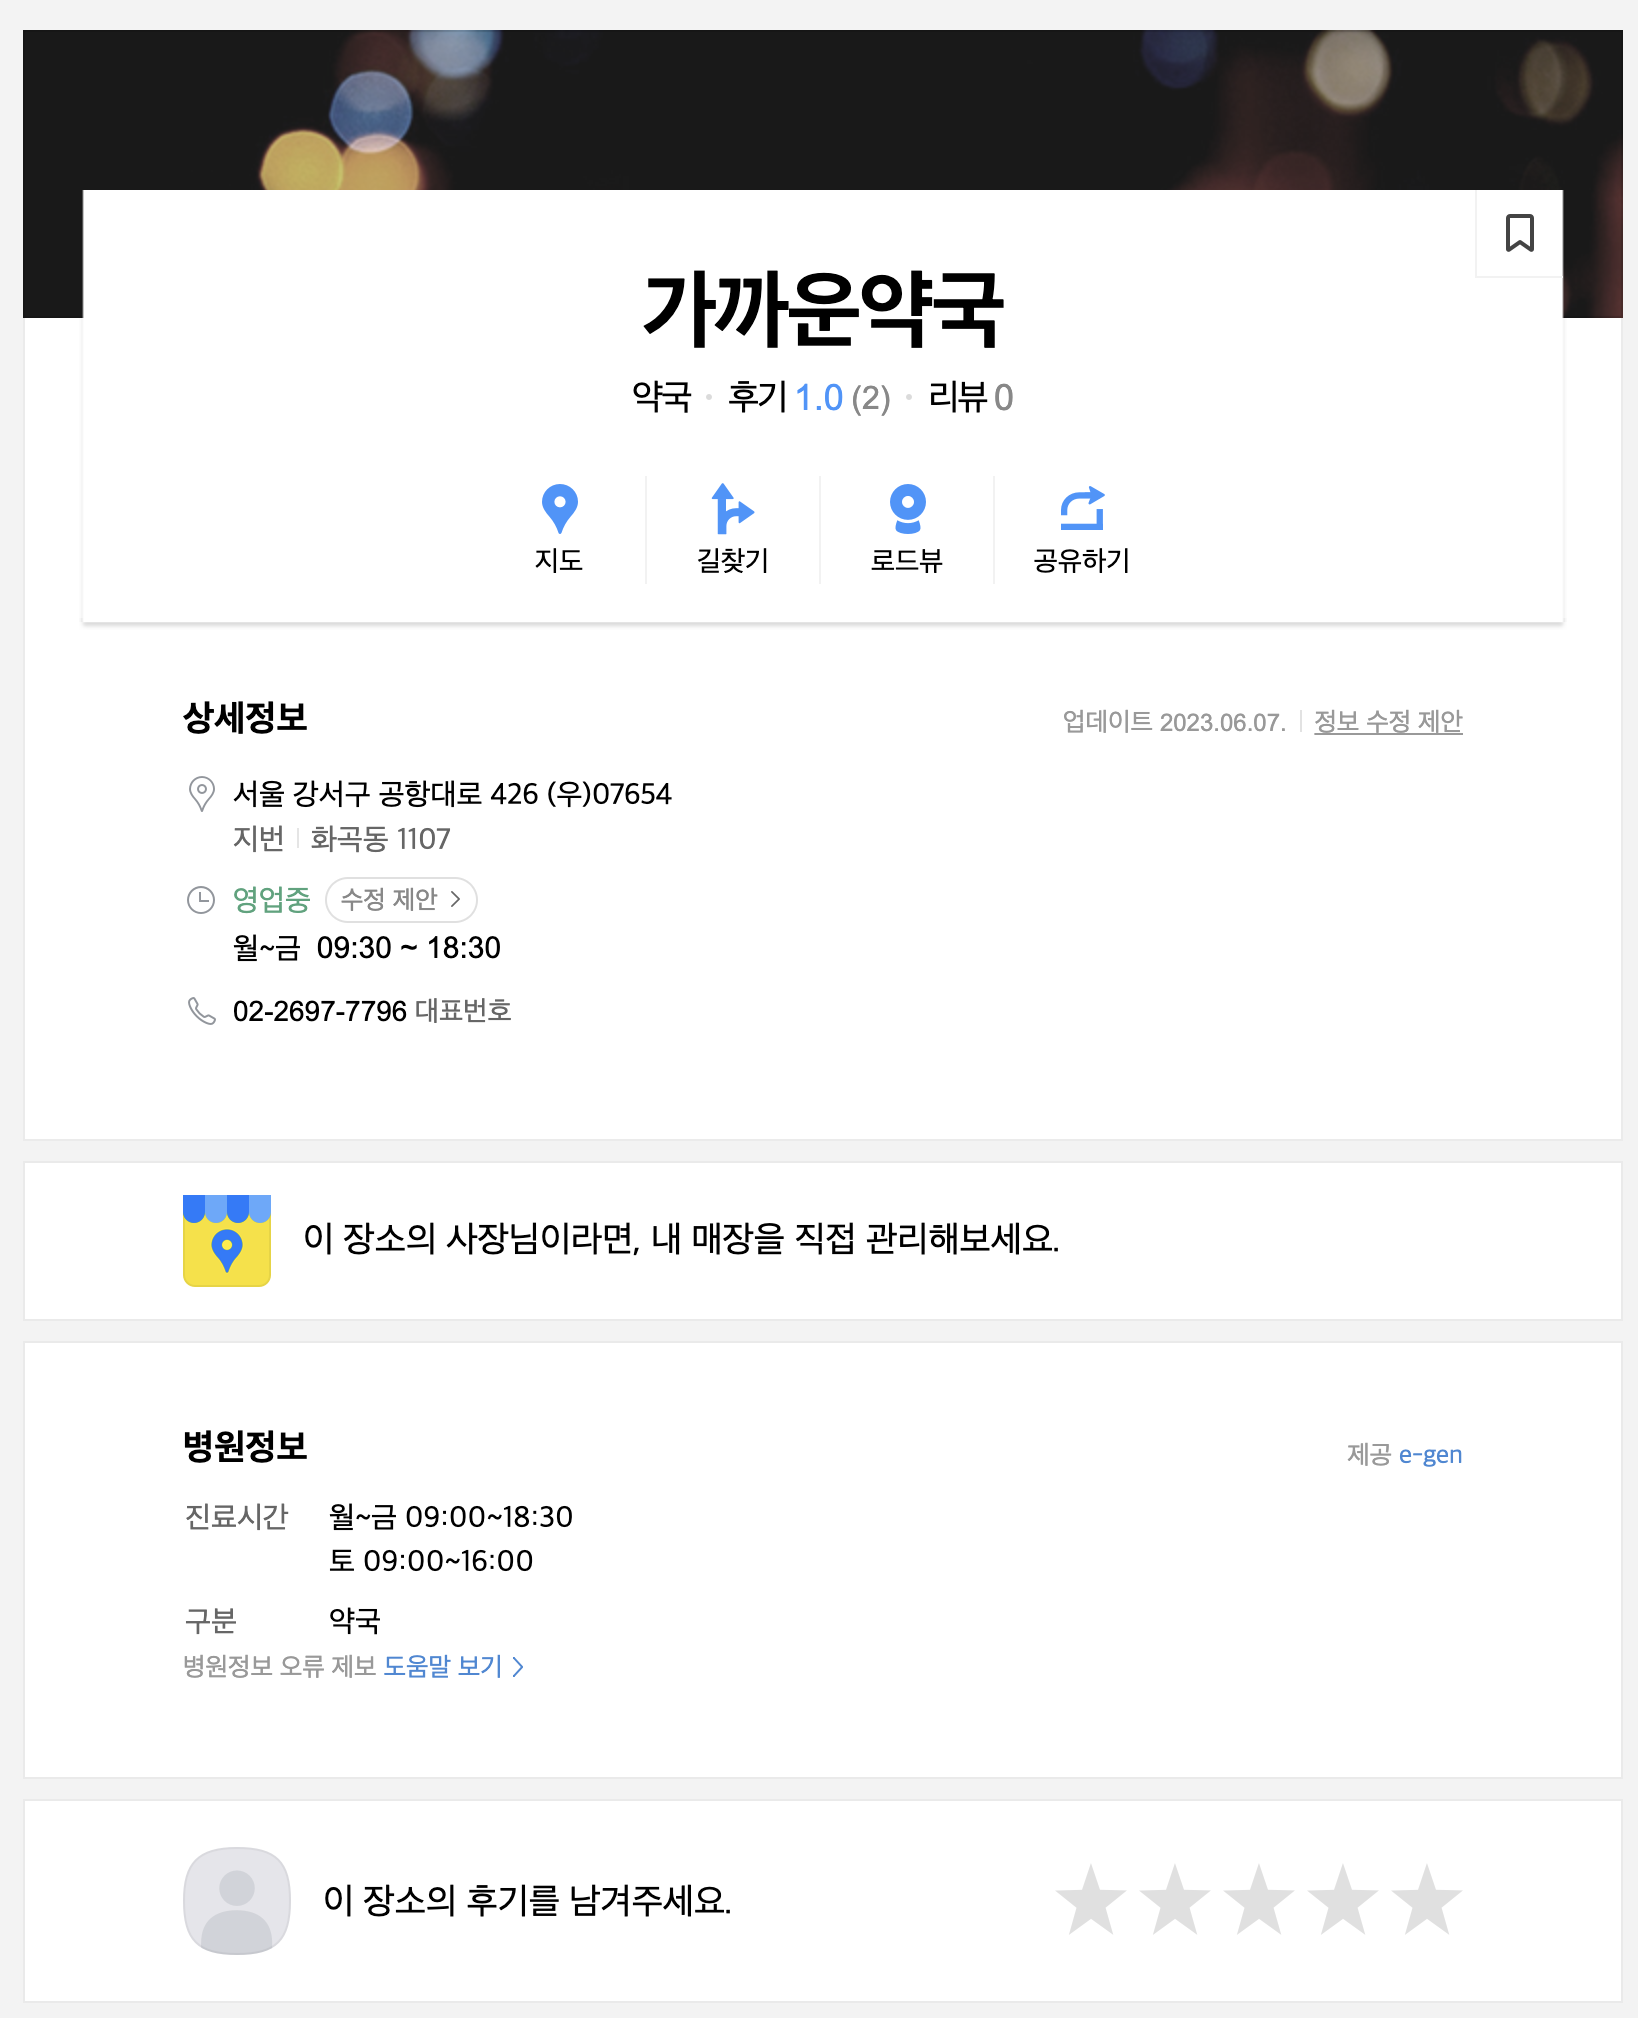 가까운약국
약국 · 후기 1.0 (2) · 리뷰 0
지도
길찾기
로드뷰
공유하기
상세정보
업데이트 2023.06.07. | 정보 수정 제안
서울 강서구 공항대로 426 (우)07654
지번 | 화곡동 1107
영업중 수정 제안 >
월~금 09:30 ~ 18:30
02-2697-7796 대표번호
이 장소의 사장님이라면, 내 매장을 직접 관리해보세요.
병원정보
제공 e-gen
진료시간 월~금 09:00~18:30
토 09:00~16:00
구분 약국
병원정보 오류 제보 도움말 보기 >
이 장소의 후기를 남겨주세요.